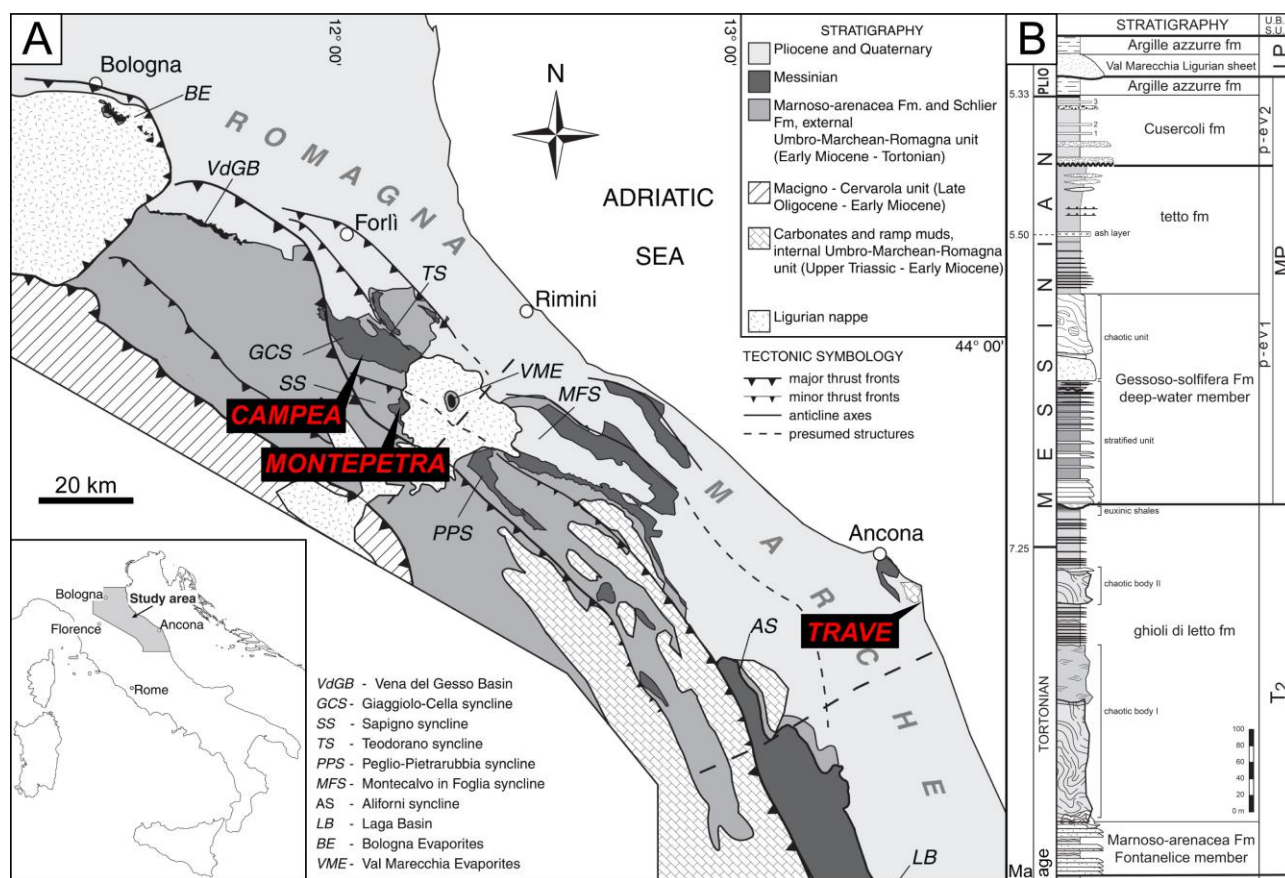 A
12° 00'
13° 00'
Bologna
BE
ROMAGNA
N
VdGB
Forlì
ADRIATIC
SEA
TS
Rimini
GCS
VME
SS
MFS
CAMPEA
MONTEPETRA
20 km
PPS
MARCHE
Ancona
TRAVE
AS
LB
44° 00'
STRATIGRAPHY
Pliocene and Quaternary
Messinian
Marnoso-arenacea Fm. and Schlier
Fm, external
Umbro-Marchean-Romagna unit
(Early Miocene - Tortonian)
Macigno - Cervarola unit (Late
Oligocene - Early Miocene)
Carbonates and ramp muds,
internal Umbro-Marchean-Romagna
unit (Upper Triassic - Early Miocene)
Ligurian nappe
TECTONIC SYMBOLOGY
major thrust fronts
minor thrust fronts
anticline axes
presumed structures
Bologna
Study area
Florence
Ancona
Rome
VdGB - Vena del Gesso Basin
GCS - Giaggiolo-Cella syncline
SS - Sapigno syncline
TS - Teodorano syncline
PPS - Peglio-Pietrarubbia syncline
MFS - Montecalvo in Foglia syncline
AS - Aliforni syncline
LB - Laga Basin
BE - Bologna Evaporites
VME - Val Marecchia Evaporites
B
STRATIGRAPHY
U.B.
S.U.
Argille azzurre fm
Val Marecchia Ligurian sheet
LP
PLIO
Argille azzurre fm
5.33
3
2
1
Cusercoli fm
p-ev2
tetto fm
5.50
ash layer
MESSINIAN
MP
chaotic unit
p-ev1
Gessoso-solfifera Fm
deep-water member
stratified unit
euxinic shales
7.25
chaotic body II
ghioli di letto fm
T2
TORTONIAN
chaotic body I
100
80
60
40
20
0 m
Marnoso-arenacea Fm
Fontanelice member
Ma
age